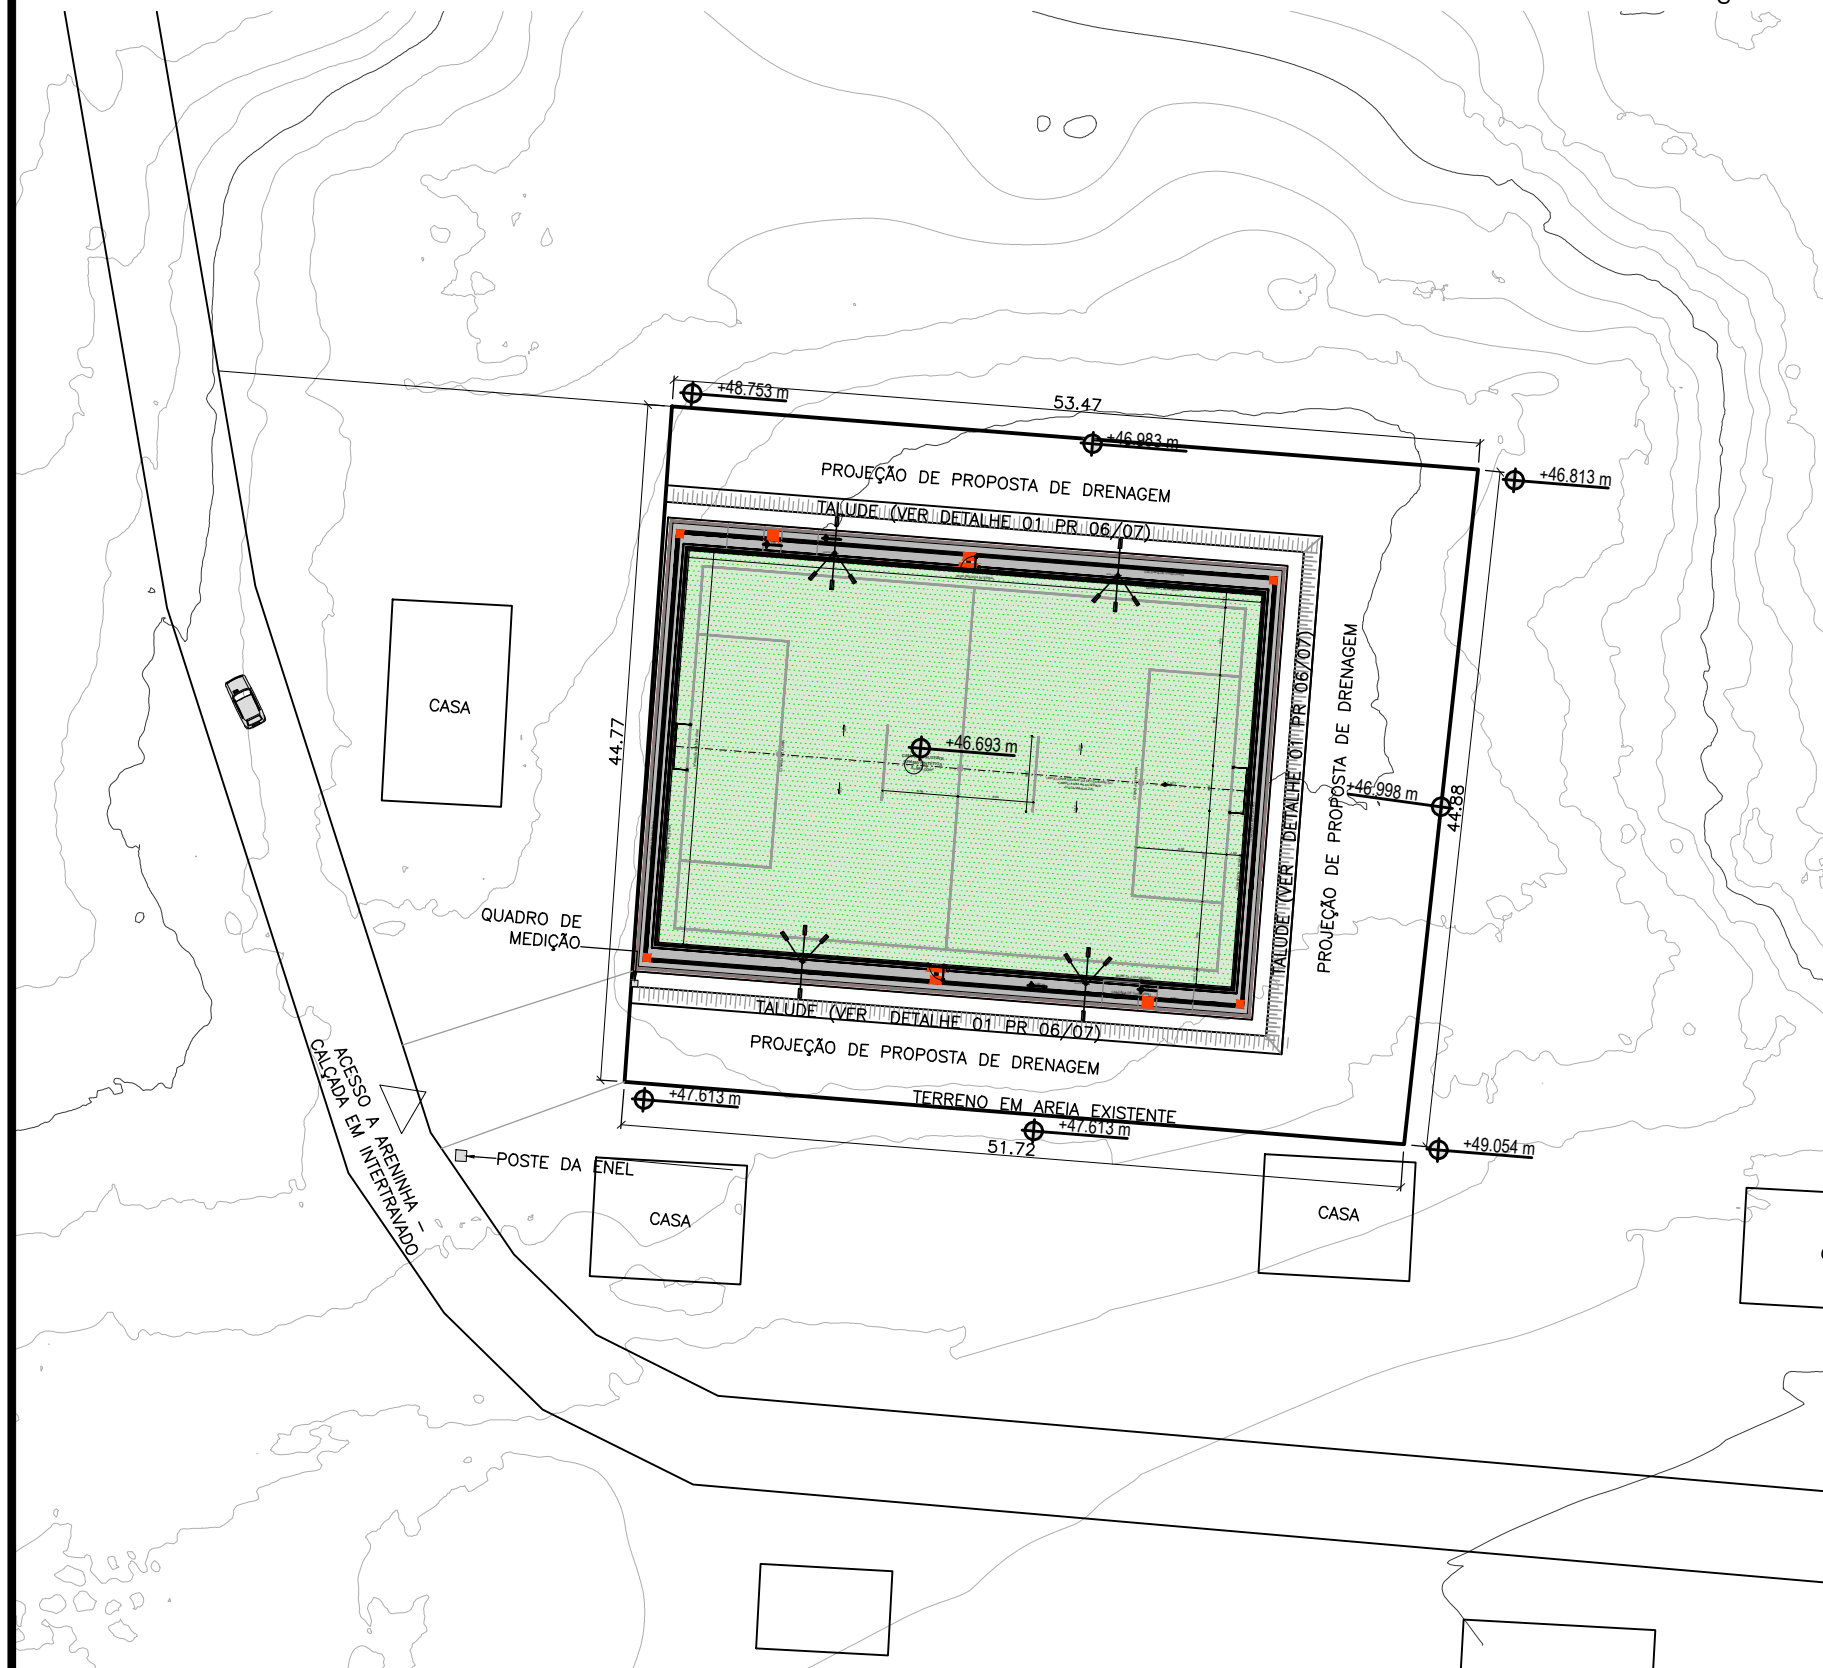 +48.753 m
53.47
+46.983 m
+46.813 m
PROJEÇÃO DE PROPOSTA DE DRENAGEM
TALUDE (VER DETALHE 01 PR 06/07)
CASA
44.77
+46.693 m
TALUDE (VER DETALHE 01 PR 06/07)
PROJEÇÃO DE PROPOSTA DE DRENAGEM
+46.998 m
44.88
QUADRO DE
MEDIÇÃO
TALUDE (VER DETALHE 01 PR 06/07)
PROJEÇÃO DE PROPOSTA DE DRENAGEM
ACESSO A ARENINHA –
CALÇADA EM INTERTRAVADO
+47.613 m
TERRENO EM AREIA EXISTENTE
+47.613 m
51.72
+49.054 m
POSTE DA ENEL
CASA
CASA